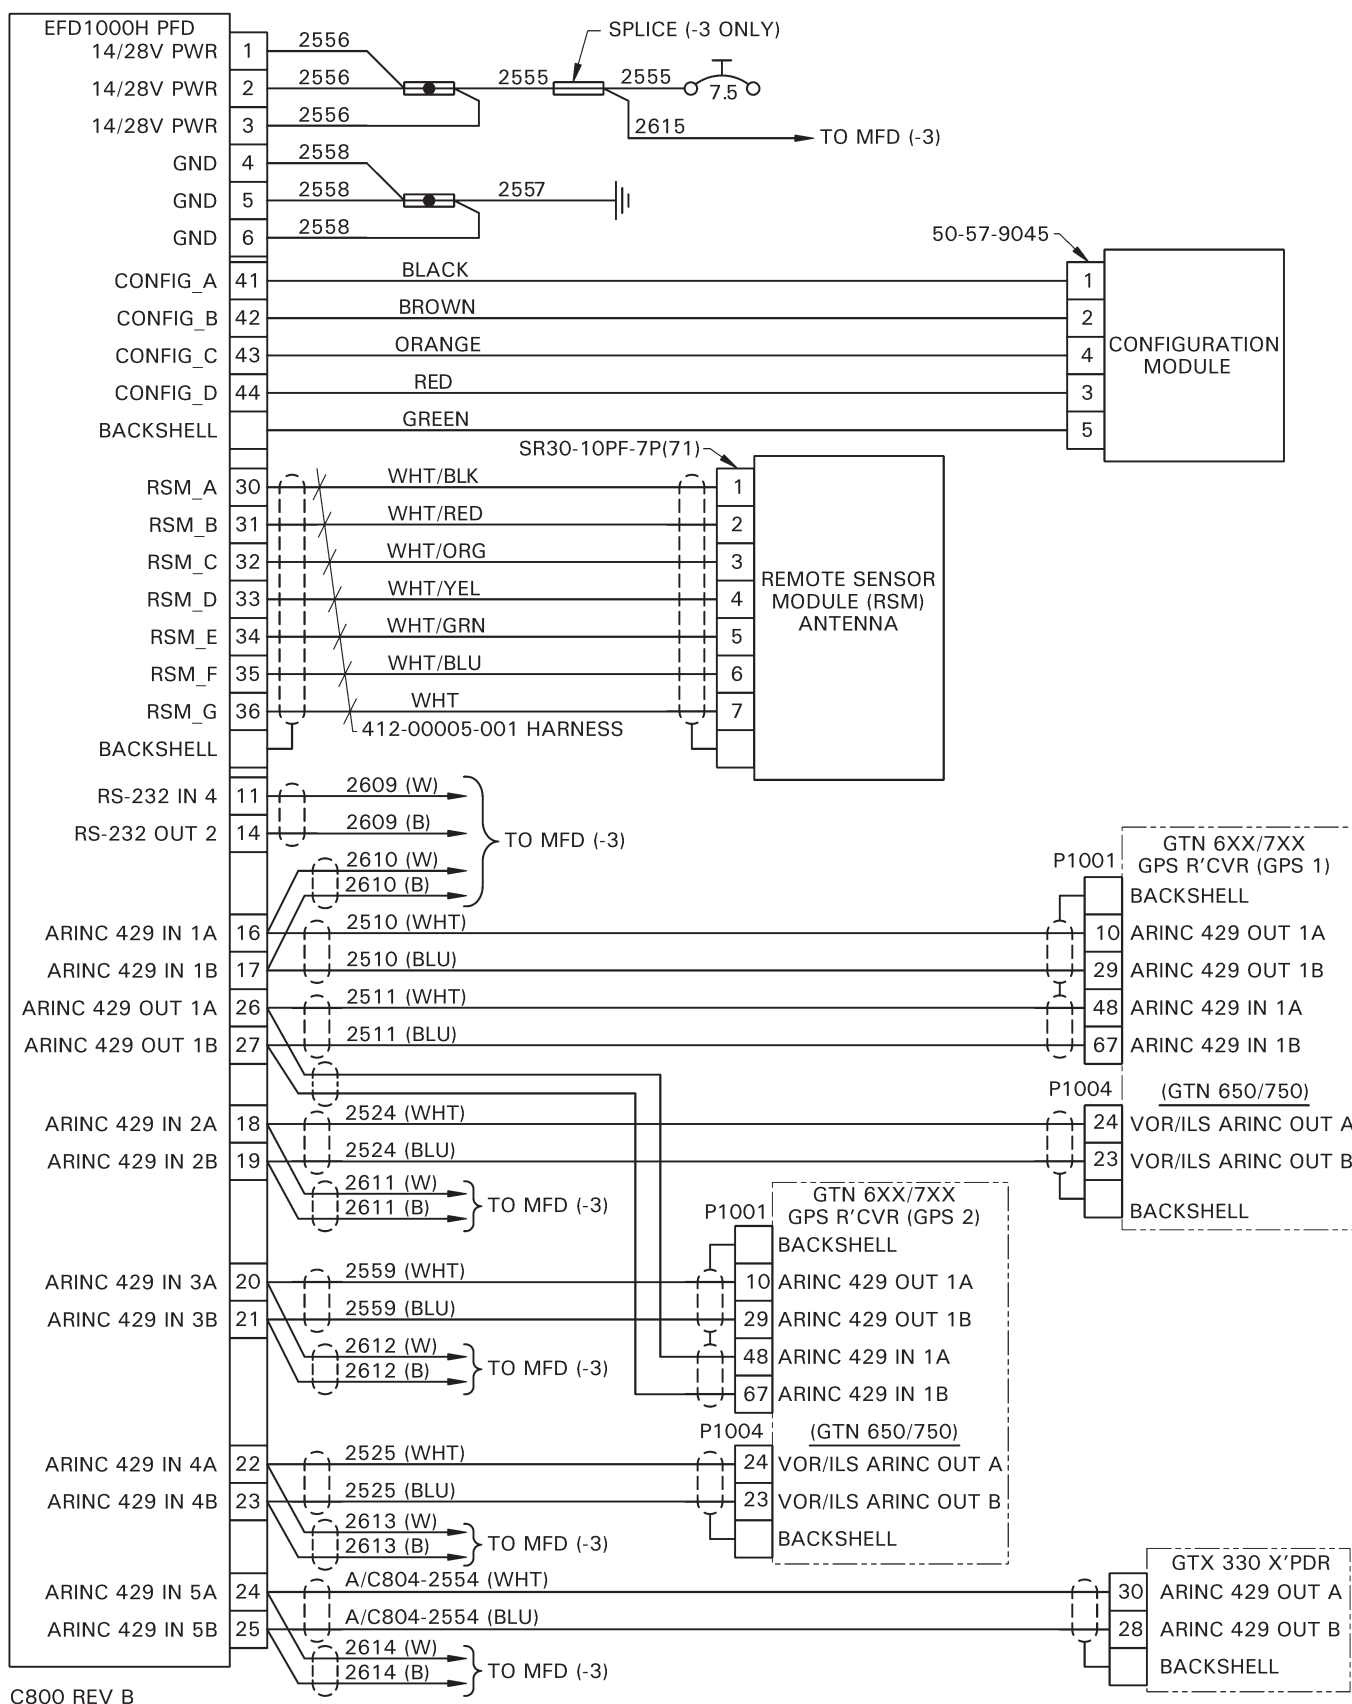 EFD1000H PFD
14/28V PWR 1 2556
SPLICE (-3 ONLY)
14/28V PWR 2 2556 2555 2555 7.5
14/28V PWR 3 2556 2615 TO MFD (-3)
GND 4 2558
GND 5 2558 2557
GND 6 2558
50-57-9045
CONFIG_A 41 BLACK 1
CONFIG_B 42 BROWN 2
CONFIG_C 43 ORANGE 4
CONFIGURATION
MODULE
CONFIG_D 44 RED 3
BACKSHELL GREEN 5
SR30-10PF-7P(71)
RSM_A 30 WHT/BLK 1
RSM_B 31 WHT/RED 2
RSM_C 32 WHT/ORG 3
RSM_D 33 WHT/YEL 4
REMOTE SENSOR
MODULE (RSM)
ANTENNA
RSM_E 34 WHT/GRN 5
RSM_F 35 WHT/BLU 6
RSM_G 36 WHT 7
412-00005-001 HARNESS
BACKSHELL
RS-232 IN 4 11 2609 (W)
RS-232 OUT 2 14 2609 (B)
TO MFD (-3)
2610 (W)
2610 (B)
GTN 6XX/7XX
GPS R'CVR (GPS 1)
P1001
BACKSHELL
ARINC 429 IN 1A 16 2510 (WHT) 10 ARINC 429 OUT 1A
ARINC 429 IN 1B 17 2510 (BLU) 29 ARINC 429 OUT 1B
ARINC 429 OUT 1A 26 2511 (WHT) 48 ARINC 429 IN 1A
ARINC 429 OUT 1B 27 2511 (BLU) 67 ARINC 429 IN 1B
P1004 (GTN 650/750)
ARINC 429 IN 2A 18 2524 (WHT) 24 VOR/ILS ARINC OUT A
ARINC 429 IN 2B 19 2524 (BLU) 23 VOR/ILS ARINC OUT B
BACKSHELL
2611 (W)
2611 (B)
TO MFD (-3)
GTN 6XX/7XX
GPS R'CVR (GPS 2)
P1001
BACKSHELL
ARINC 429 IN 3A 20 2559 (WHT) 10 ARINC 429 OUT 1A
ARINC 429 IN 3B 21 2559 (BLU) 29 ARINC 429 OUT 1B
2612 (W) 48 ARINC 429 IN 1A
2612 (B)
TO MFD (-3)
67 ARINC 429 IN 1B
P1004 (GTN 650/750)
ARINC 429 IN 4A 22 2525 (WHT) 24 VOR/ILS ARINC OUT A
ARINC 429 IN 4B 23 2525 (BLU) 23 VOR/ILS ARINC OUT B
BACKSHELL
2613 (W)
2613 (B)
TO MFD (-3)
GTX 330 X'PDR
ARINC 429 IN 5A 24 A/C804-2554 (WHT) 30 ARINC 429 OUT A
ARINC 429 IN 5B 25 A/C804-2554 (BLU) 28 ARINC 429 OUT B
BACKSHELL
2614 (W)
2614 (B)
TO MFD (-3)
C800 REV B